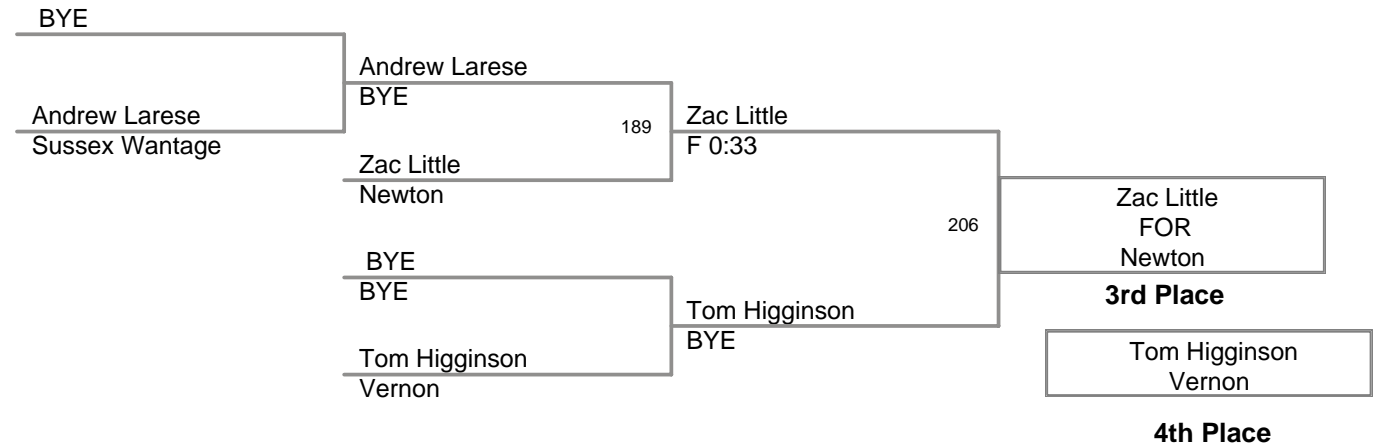 BYE
Andrew Larese
Sussex Wantage
Andrew Larese
BYE
189
Zac Little
Newton
Zac Little
F 0:33
BYE
BYE
Tom Higginson
Vernon
Tom Higginson
BYE
206
Zac Little
FOR
Newton
3rd Place
Tom Higginson
Vernon
4th Place